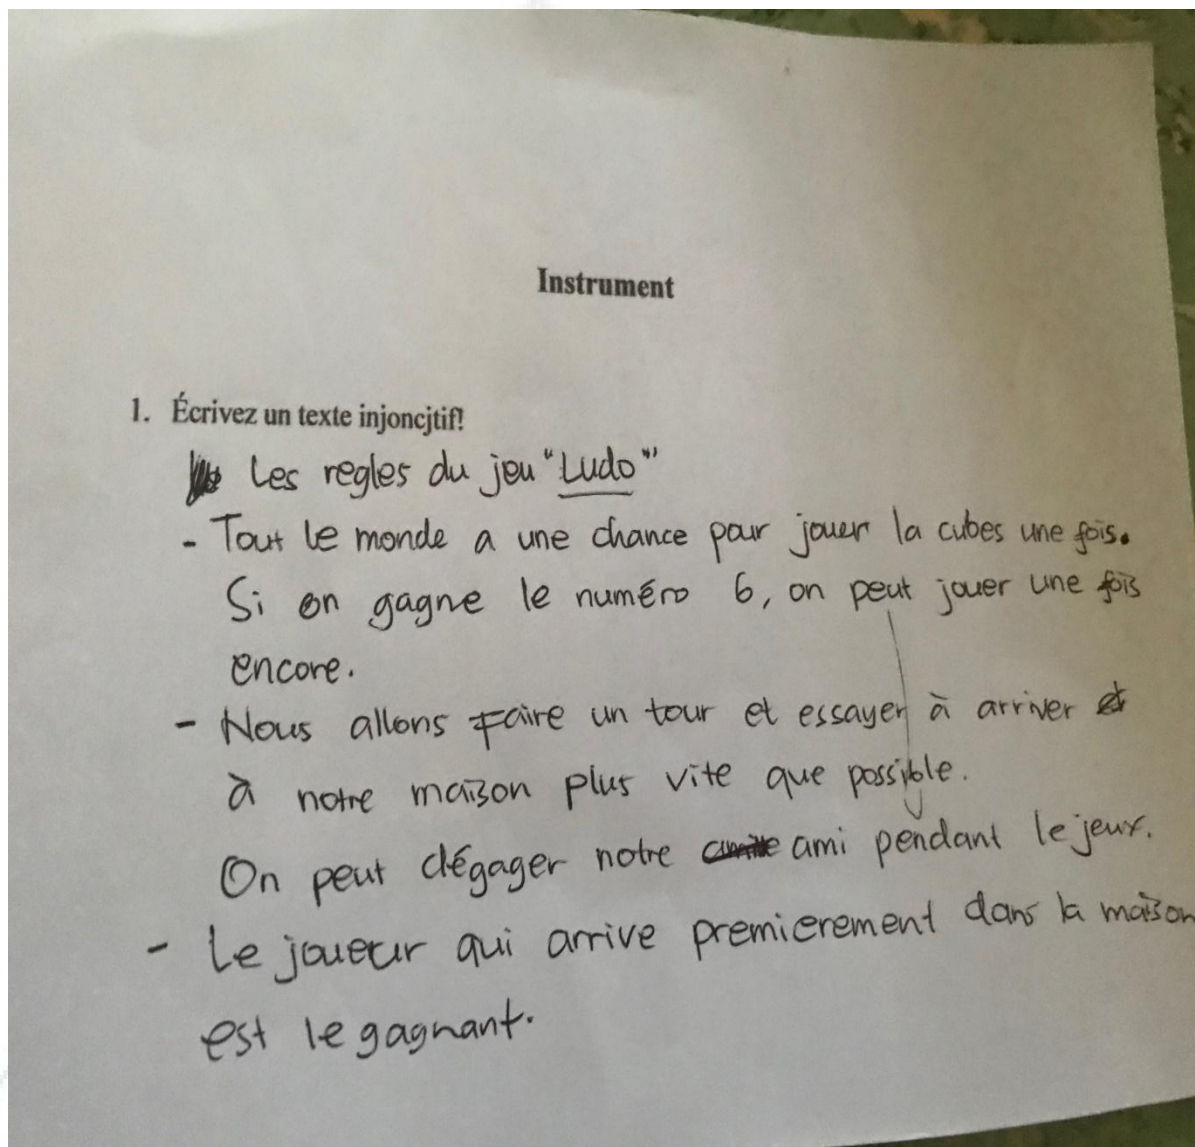 Instrument
1. Écrivez un texte injoncjtif!
Les regles du jeu "Ludo"
- Tout le monde a une chance pour jouer la cubes une fois.
Si on gagne le numéro 6, on peut jouer une fois
encore.
- Nous allons faire un tour et essayer à arriver
à notre maison plus vite que possible.
On peut dégager notre ami pendant le jeux.
- Le joueur qui arrive premierement dans la maison
est le gagnant.